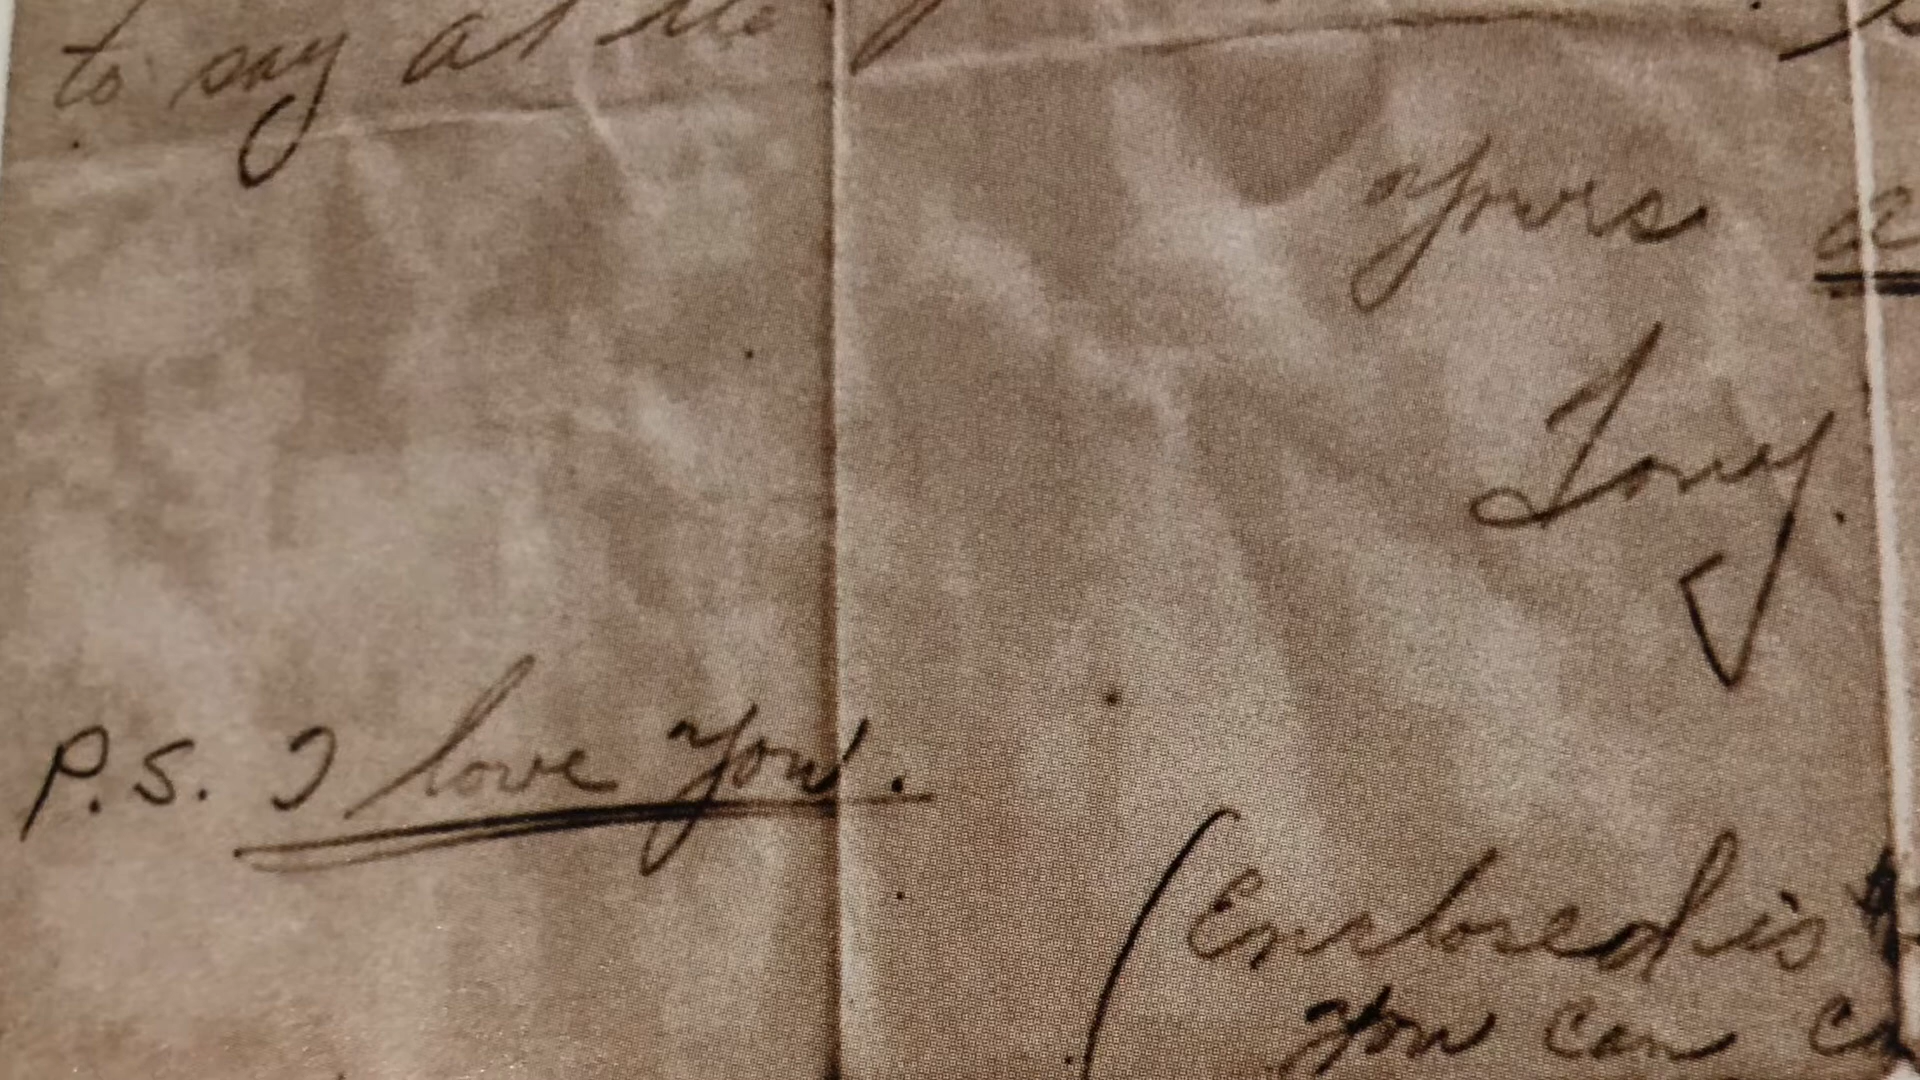 to say at the
yours
Tony.
P.S. I love you.
(Enclosed is
you can